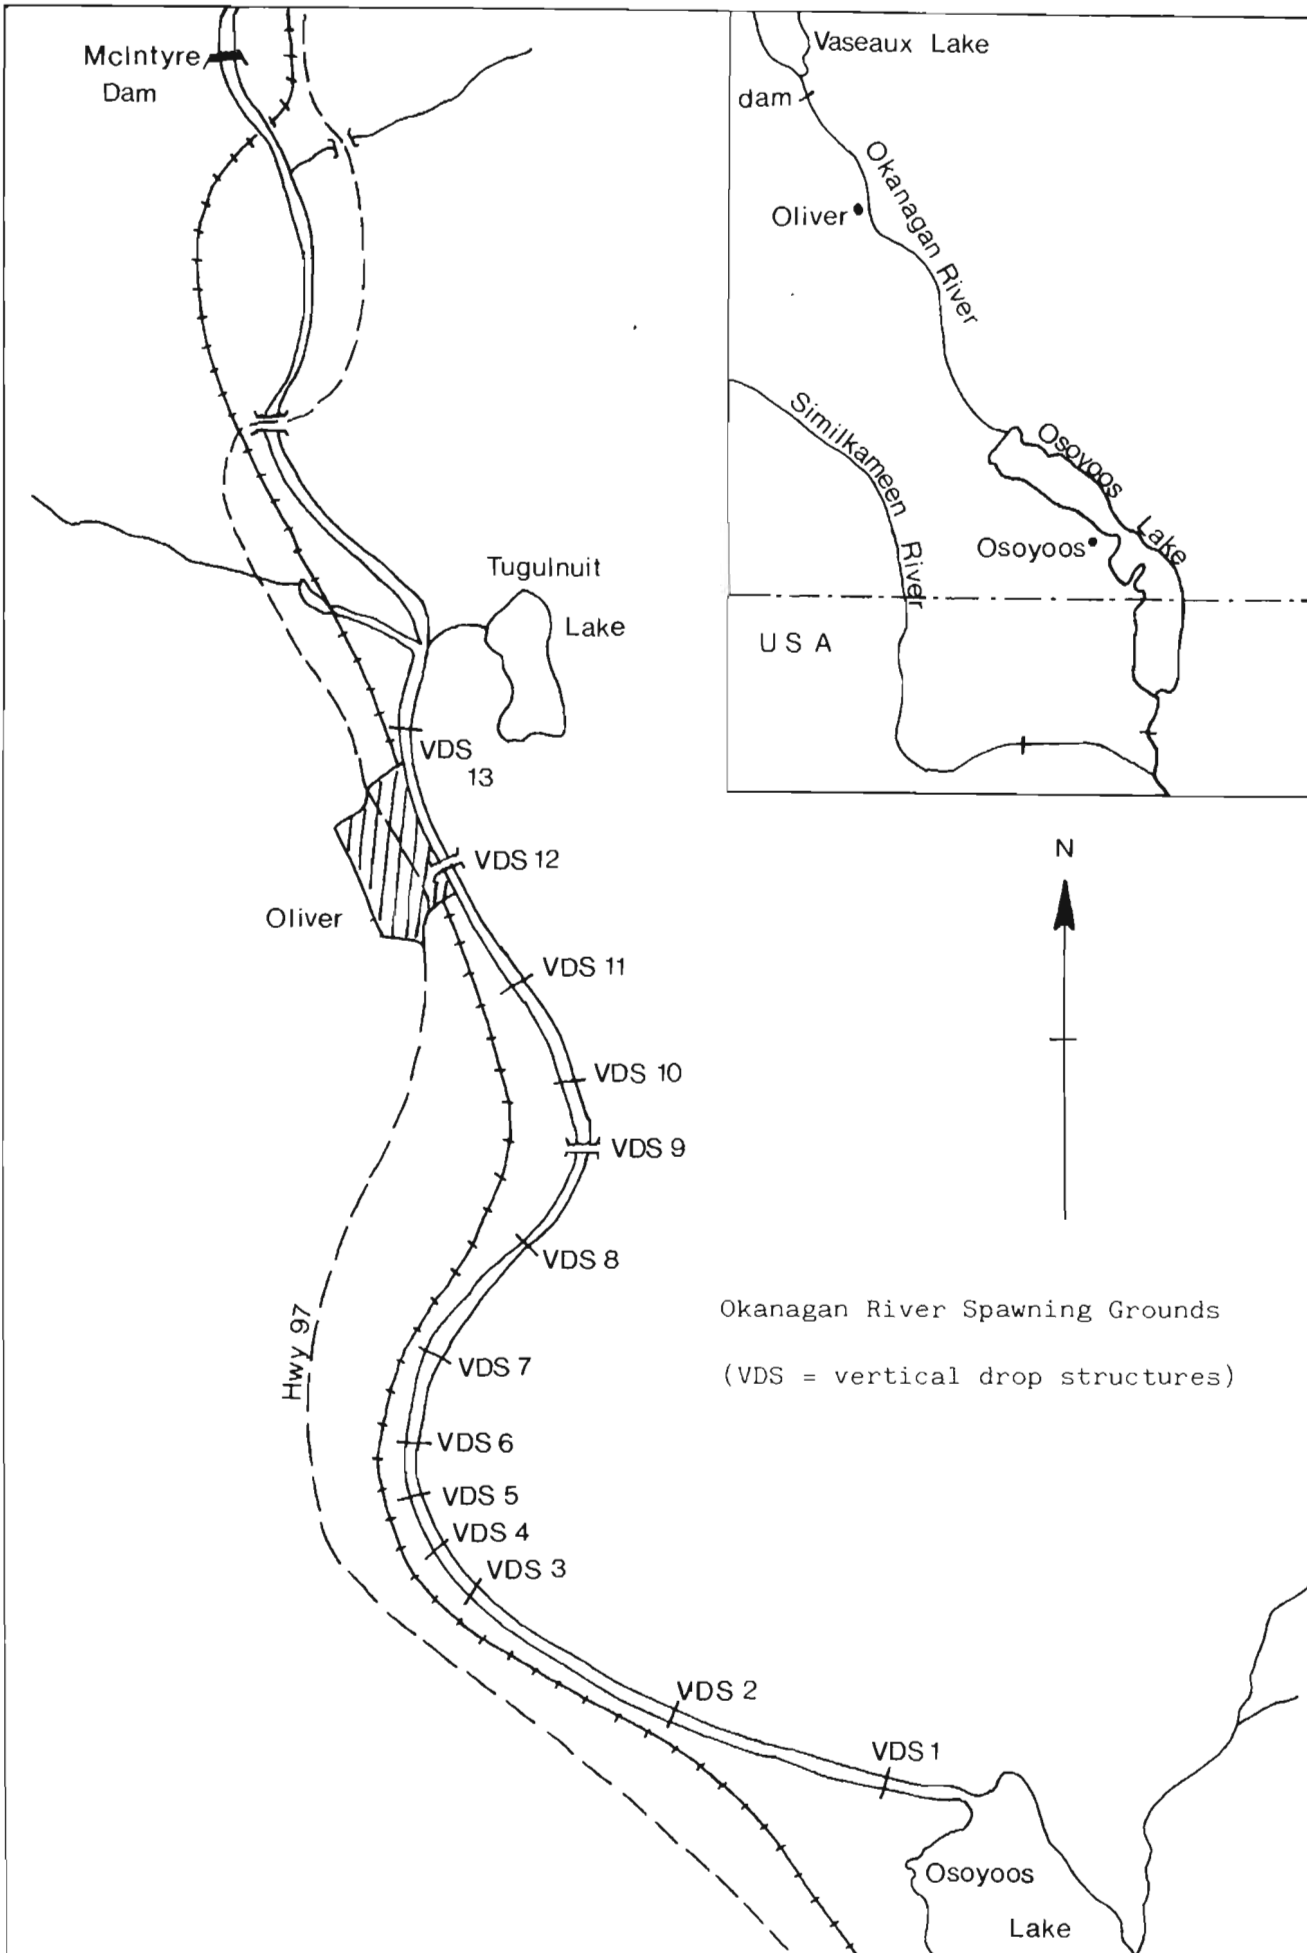 McIntyre
Dam
Vaseaux Lake
dam
Okanagan River
Oliver
Similkameen River
Osoyoos Lake
Osoyoos
USA
Tugulnuit
Lake
VDS
13
VDS 12
Oliver
VDS 11
VDS 10
VDS 9
VDS 8
VDS 7
VDS 6
VDS 5
VDS 4
VDS 3
VDS 2
VDS 1
Hwy 97
N
Okanagan River Spawning Grounds
(VDS = vertical drop structures)
Osoyoos
Lake